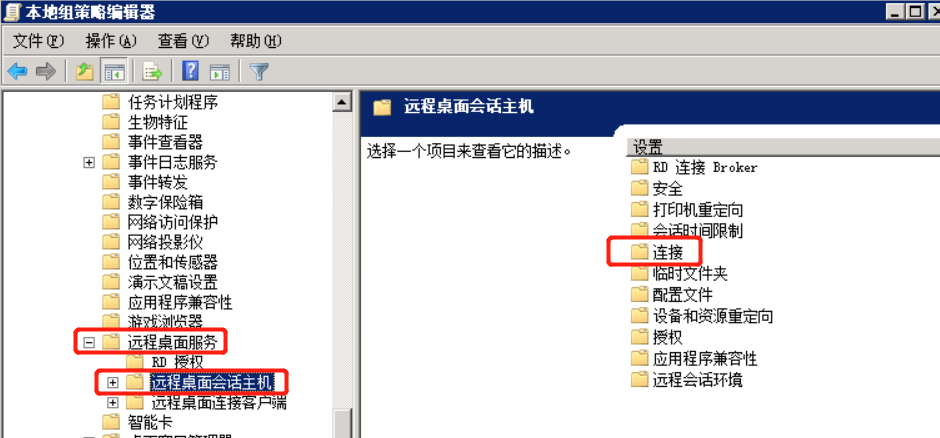 本地组策略编辑器
文件(F) 操作(A) 查看(V) 帮助(H)
任务计划程序
生物特征
事件查看器
事件日志服务
事件转发
数字保险箱
网络访问保护
网络投影仪
位置和传感器
演示文稿设置
应用程序兼容性
游戏浏览器
远程桌面服务
RD 授权
远程桌面会话主机
远程桌面连接客户端
智能卡
远程桌面会话主机
选择一个项目来查看它的描述。
设置
RD 连接 Broker
安全
打印机重定向
会话时间限制
连接
临时文件夹
配置文件
设备和资源重定向
授权
应用程序兼容性
远程会话环境